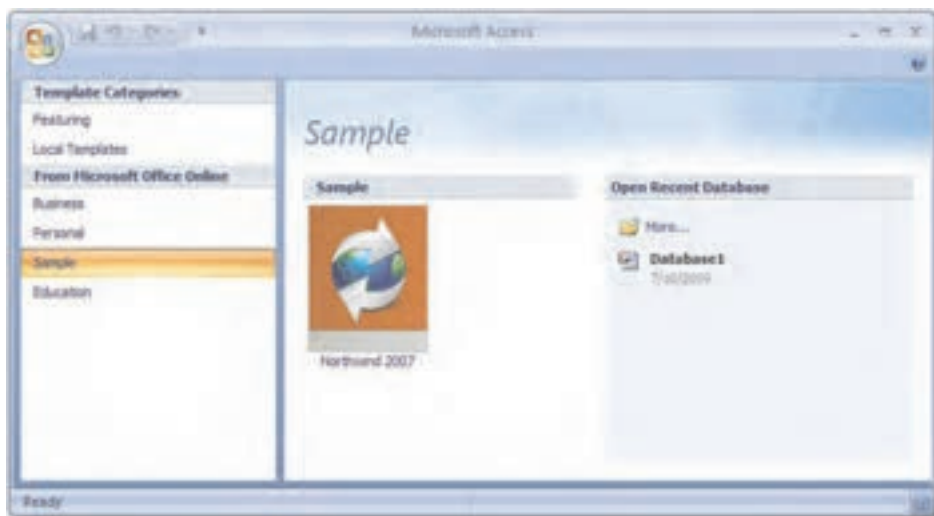 Microsoft Access
Template Categories
Featuring
Local Templates
From Microsoft Office Online
Business
Personal
Sample
Education
Sample
Sample
Northwind 2007
Open Recent Database
More...
Database1
Ready